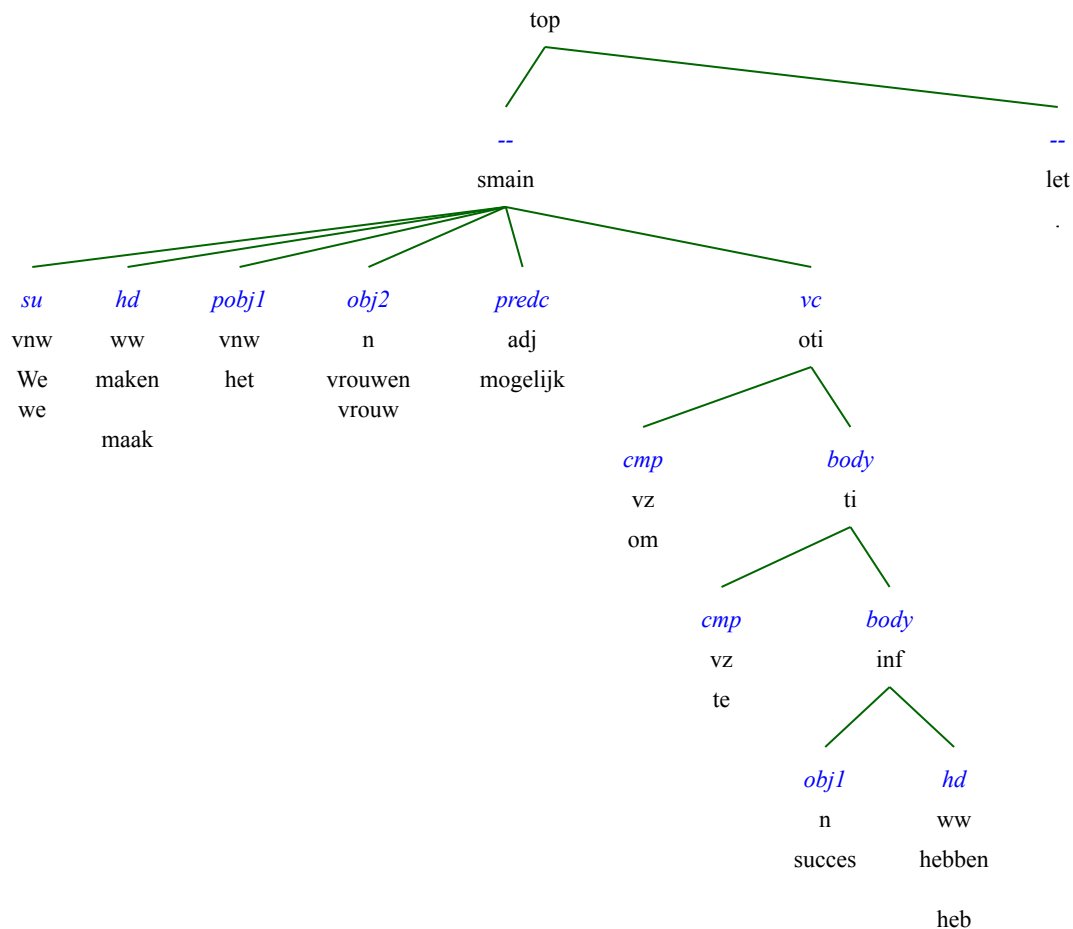 top
-- --
smain let
.
su hd pobj1 obj2 predc vc
vnw ww vnw n adj oti
We maken het vrouwen mogelijk
we vrouw
maak
cmp body
vz ti
om
cmp body
vz inf
te
obj1 hd
n ww
succes hebben
heb